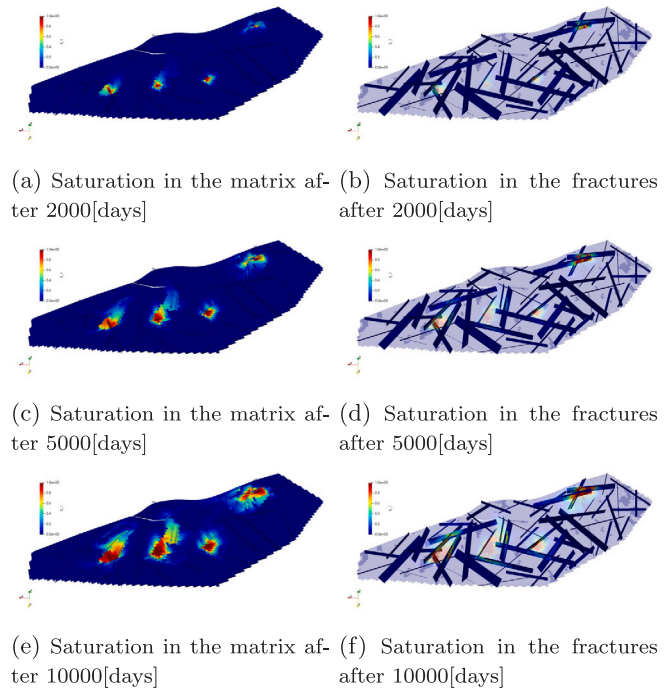 (a) Saturation in the matrix af-
ter 2000[days]
(b) Saturation in the fractures
after 2000[days]
(c) Saturation in the matrix af-
ter 5000[days]
(d) Saturation in the fractures
after 5000[days]
(e) Saturation in the matrix af-
ter 10000[days]
(f) Saturation in the fractures
after 10000[days]